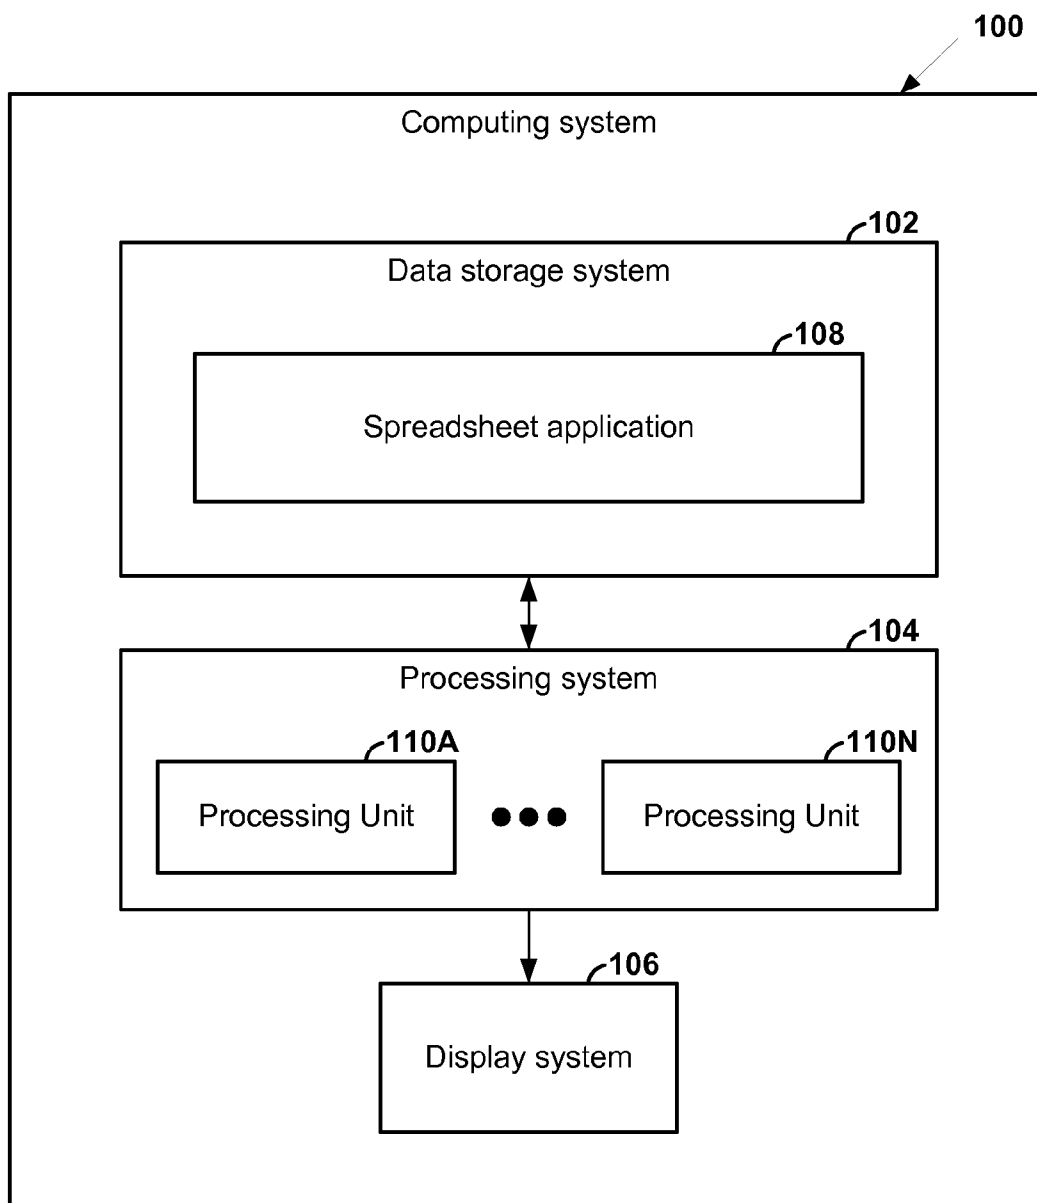 100
Computing system
102
Data storage system
108
Spreadsheet application
104
Processing system
110A
110N
Processing Unit
Processing Unit
106
Display system